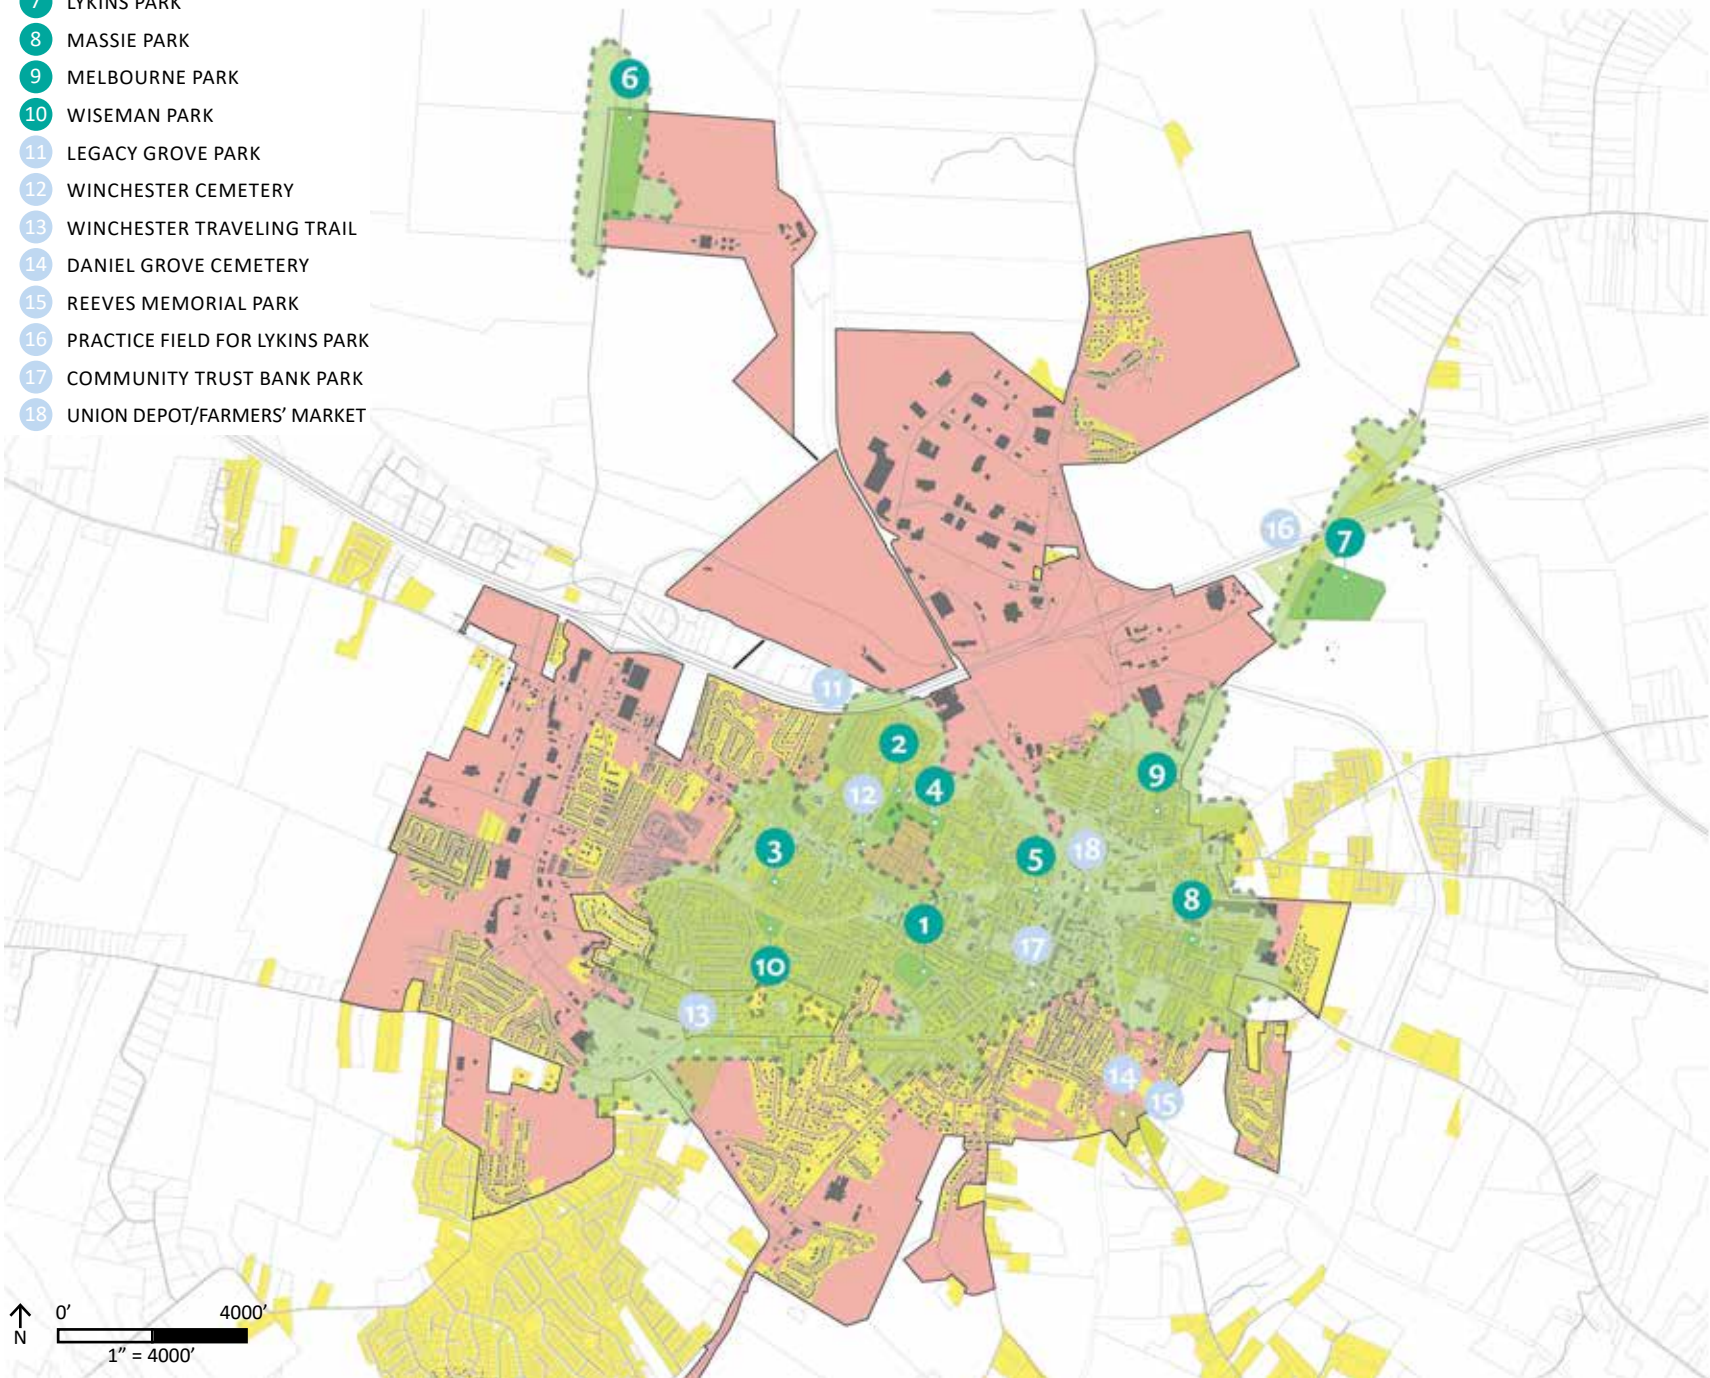 7 LYKINS PARK
8 MASSIE PARK
9 MELBOURNE PARK
10 WISEMAN PARK
11 LEGACY GROVE PARK
12 WINCHESTER CEMETERY
13 WINCHESTER TRAVELING TRAIL
14 DANIEL GROVE CEMETERY
15 REEVES MEMORIAL PARK
16 PRACTICE FIELD FOR LYKINS PARK
17 COMMUNITY TRUST BANK PARK
18 UNION DEPOT/FARMERS’ MARKET
6
16
7
11
2
12
4
9
3
5
18
8
1
17
10
13
14
15
0’ 4000’
N
1” = 4000’